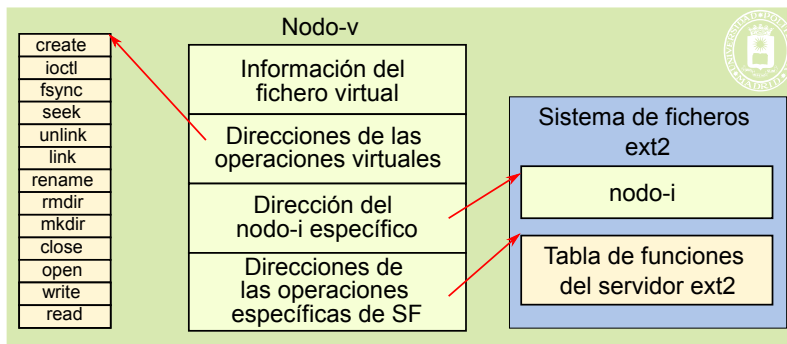 Nodo-v
create
ioctl
fsync
seek
unlink
link
rename
rmdir
mkdir
close
open
write
read
Información del
fichero virtual
Direcciones de las
operaciones virtuales
Dirección del
nodo-i específico
Direcciones de
las operaciones
específicas de SF
Sistema de ficheros
ext2
nodo-i
Tabla de funciones
del servidor ext2